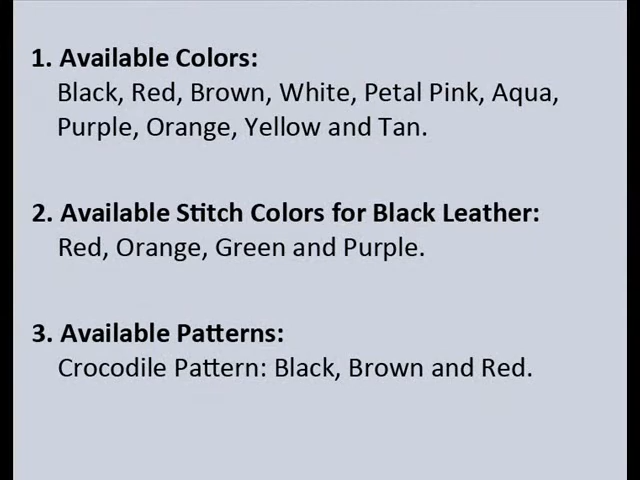 1. Available Colors:
Black, Red, Brown, White, Petal Pink, Aqua,
Purple, Orange, Yellow and Tan.
2. Available Stitch Colors for Black Leather:
Red, Orange, Green and Purple.
3. Available Patterns:
Crocodile Pattern: Black, Brown and Red.